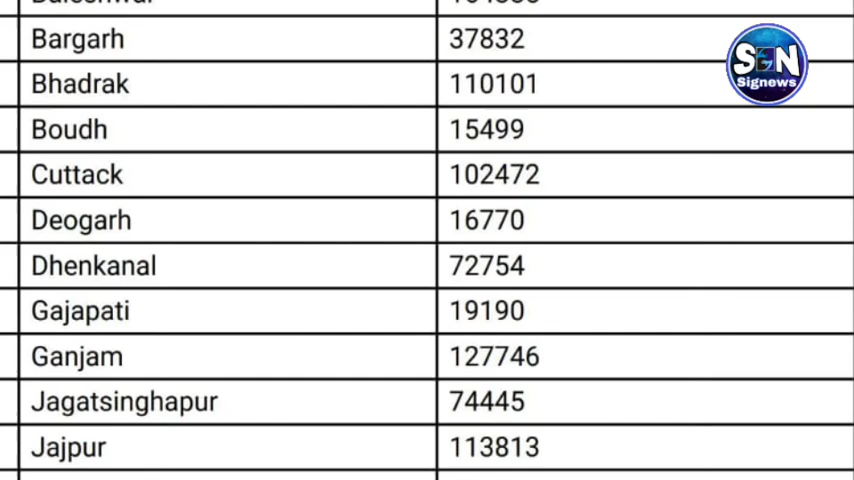 Bargarh 37832
Bhadrak 110101
Boudh 15499
Cuttack 102472
Deogarh 16770
Dhenkanal 72754
Gajapati 19190
Ganjam 127746
Jagatsinghapur 74445
Jajpur 113813
SGN
Signews